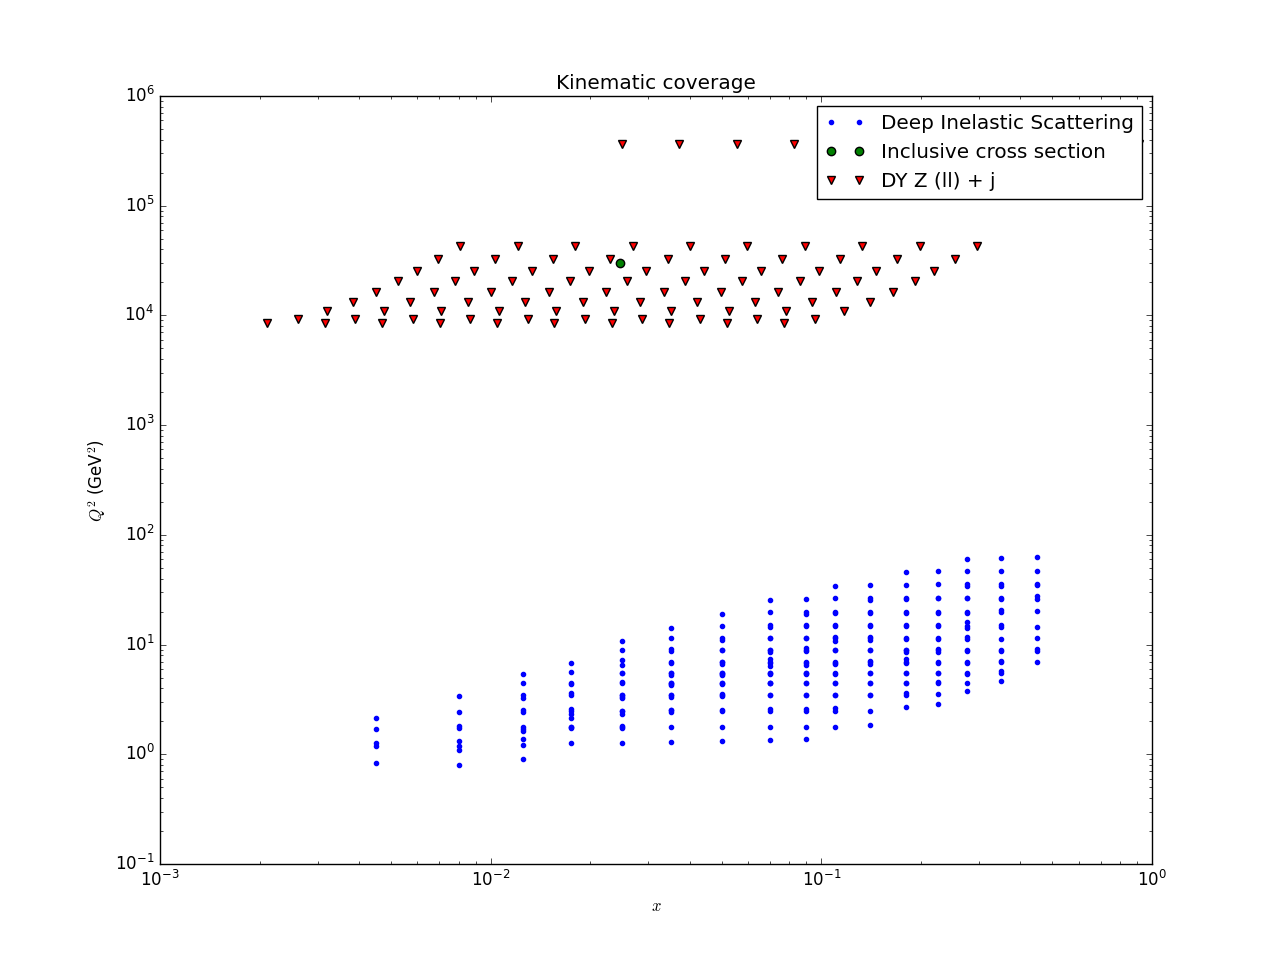 Kinematic coverage
10^6
10^5
10^4
10^3
10^2
10^1
10^0
10^-1
Q^2 (GeV^2)
Deep Inelastic Scattering
Inclusive cross section
DY Z (ll) + j
10^-3 10^-2 10^-1 10^0
x